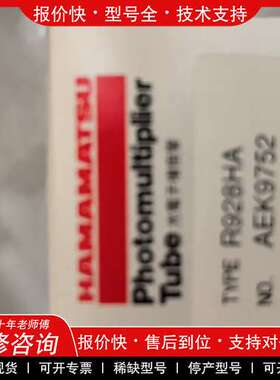 报价快·型号全·技术支持
HAMAMATSU
Photomultiplier
Tube 光電子増倍管
TYPE R928HA
NO. AEK9752
十年老师傅
修咨询
报价快·售后到位·支持对
现货 | 可开专票 | 稀缺型号 | 停产型号 | 可